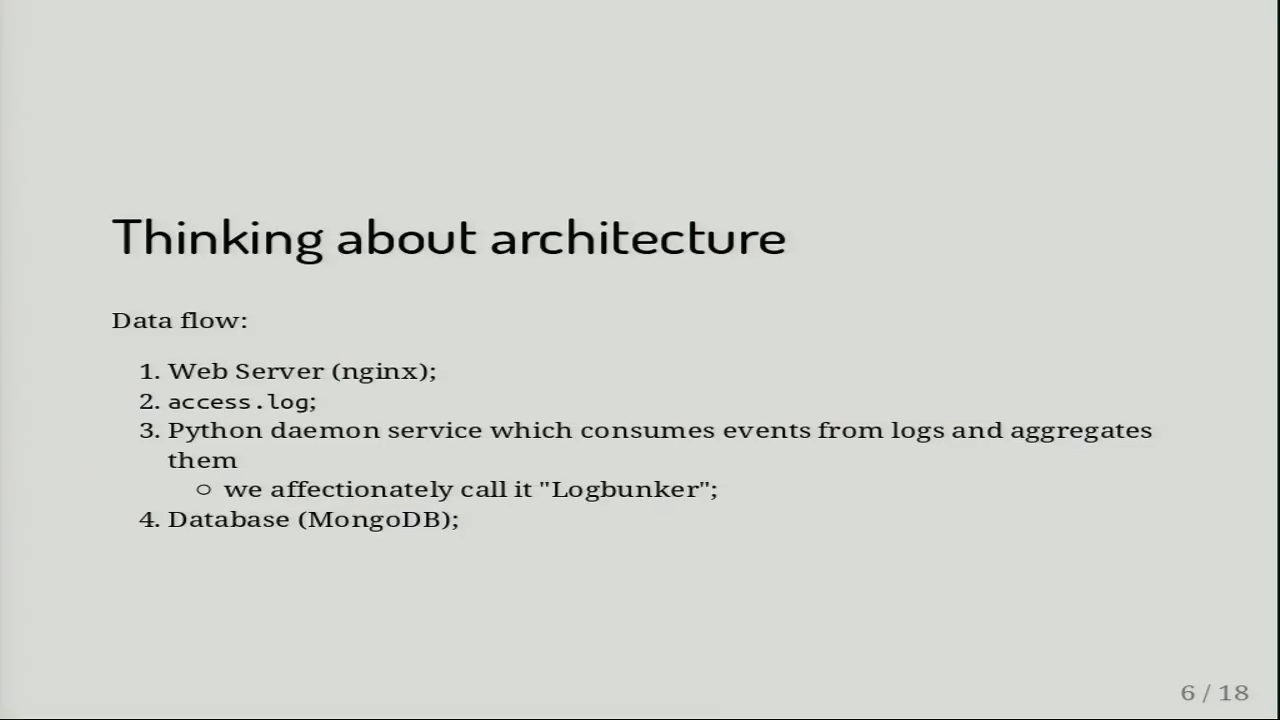 Thinking about architecture
Data flow:
1. Web Server (nginx);
2. access.log;
3. Python daemon service which consumes events from logs and aggregates
them
○ we affectionately call it "Logbunker";
4. Database (MongoDB);
6 / 18